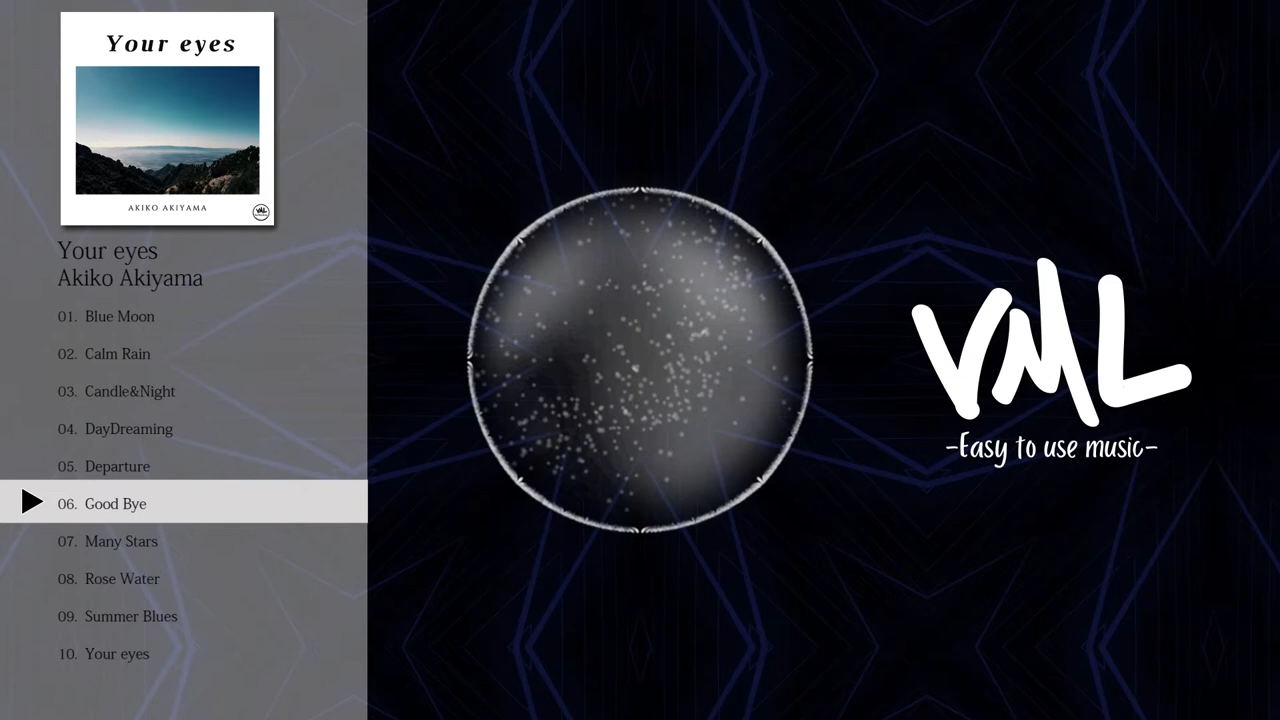 Your eyes
AKIKO AKIYAMA
Your eyes
Akiko Akiyama
01. Blue Moon
02. Calm Rain
03. Candle&Night
04. DayDreaming
05. Departure
06. Good Bye
07. Many Stars
08. Rose Water
09. Summer Blues
10. Your eyes
VML
-Easy to use music-